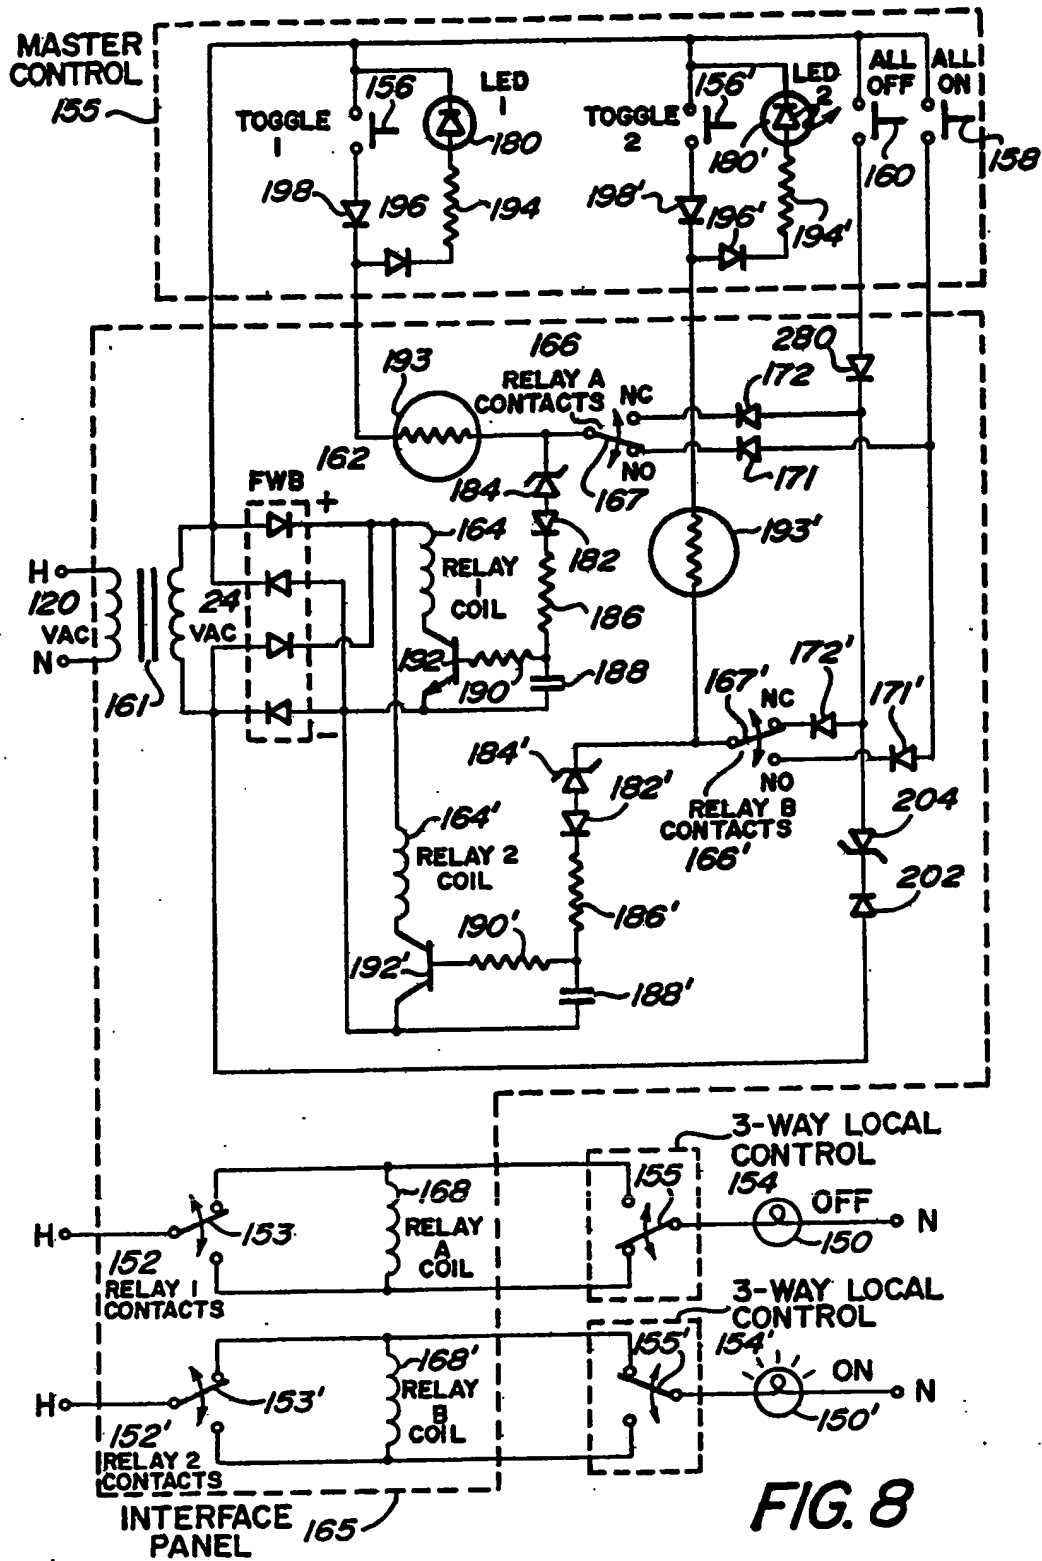 MASTER
CONTROL
155
TOGGLE
1
156
LED
1
180
198
196
194
TOGGLE
2
156'
LED
2
180'
198'
196'
194'
ALL
OFF
160
ALL
ON
158
193
166
RELAY A
CONTACTS
NC
NO
167
172
280
171
162
FWB
+
184
182
164
RELAY
1
COIL
186
193'
H
120
VAC
N
24
VAC
161
192
190
188
−
167'
NC
172'
171'
NO
RELAY B
CONTACTS
166'
184'
182'
204
202
164'
RELAY 2
COIL
186'
190'
192'
188'
3-WAY LOCAL
CONTROL
H
153
152
RELAY 1
CONTACTS
168
RELAY
A
COIL
155
154
OFF
N
150
3-WAY LOCAL
CONTROL
H
153'
152'
RELAY 2
CONTACTS
168'
RELAY
B
COIL
155'
154'
ON
N
150'
INTERFACE
PANEL
165
FIG. 8